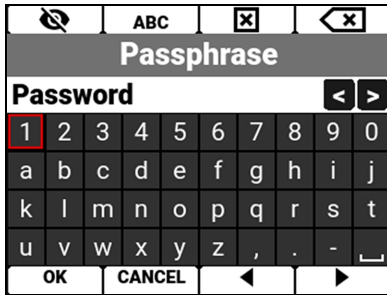 ABC
Passphrase
Password < >
1 2 3 4 5 6 7 8 9 0
a b c d e f g h i j
k l m n o p q r s t
u v w x y z , . -
OK CANCEL